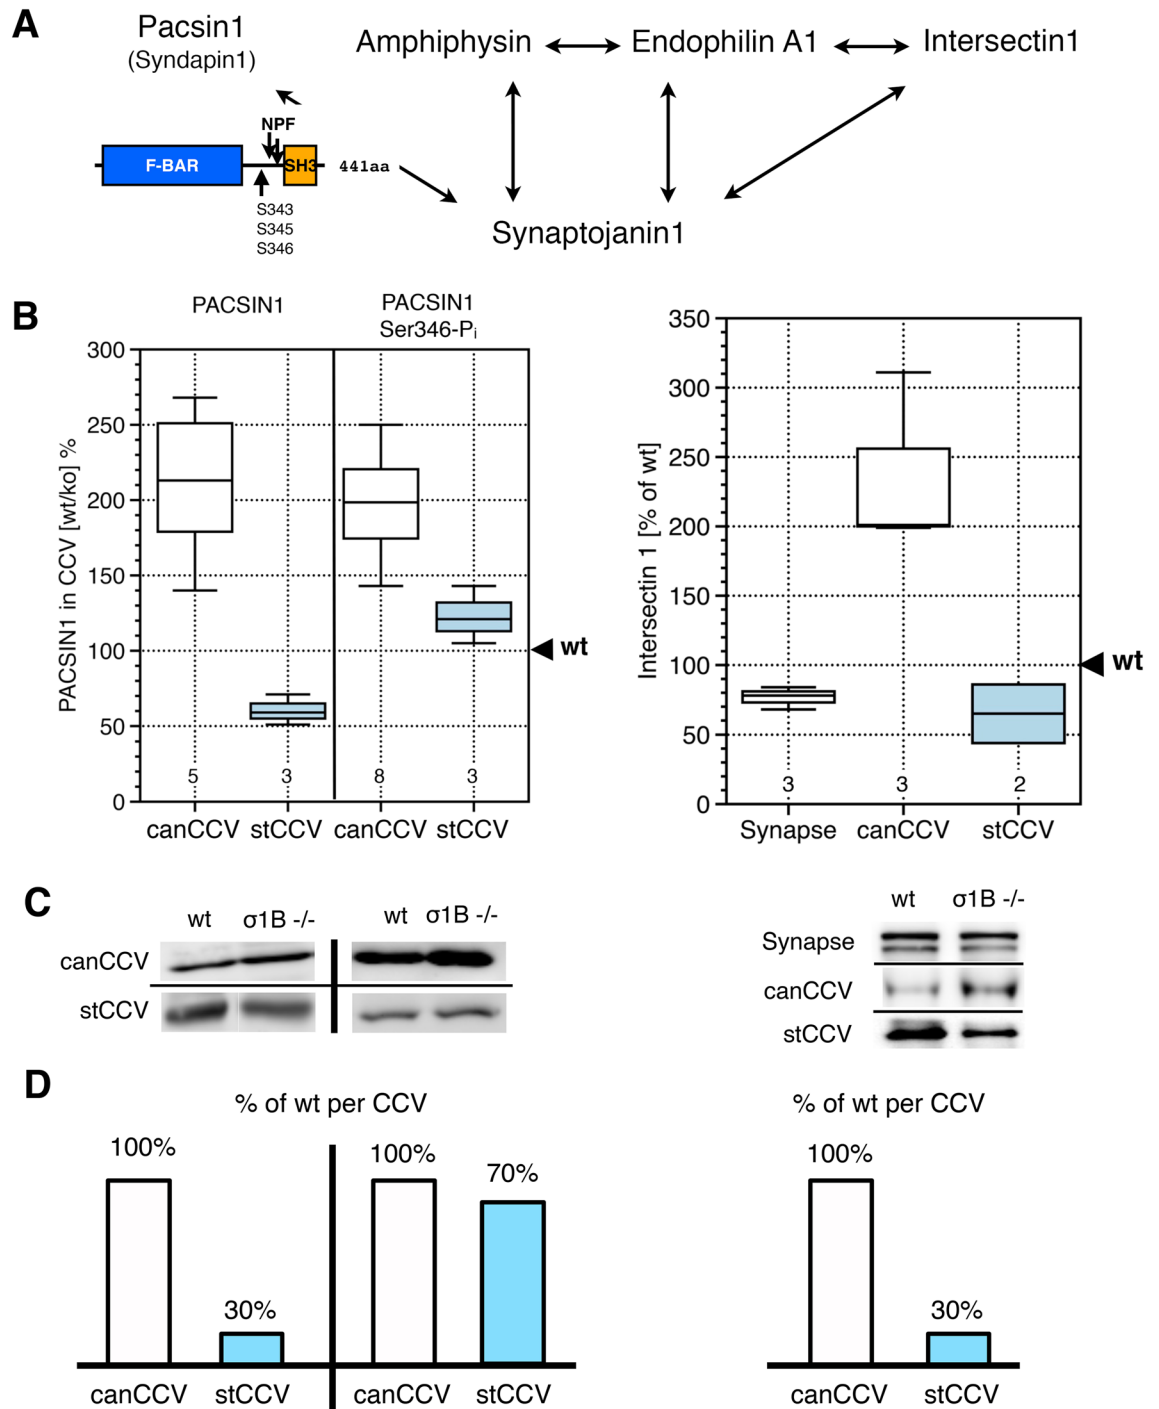 A
Pacsin1
(Syndapin1)
Amphiphysin
Endophilin A1
Intersectin1
NPF
F-BAR
SH3
441aa
S343
S345
S346
Synaptojanin1
B
PACSIN1
PACSIN1
Ser346-Pi
PACSIN1 in CCV [wt/ko] %
300
250
200
150
100
50
0
5
3
8
3
canCCV
stCCV
canCCV
stCCV
wt
Intersectin 1 [% of wt]
350
300
250
200
150
100
50
0
3
3
2
Synapse
canCCV
stCCV
wt
C
wt
σ1B -/-
wt
σ1B -/-
canCCV
stCCV
wt
σ1B -/-
Synapse
canCCV
stCCV
D
% of wt per CCV
100%
30%
100%
70%
canCCV
stCCV
canCCV
stCCV
% of wt per CCV
100%
30%
canCCV
stCCV